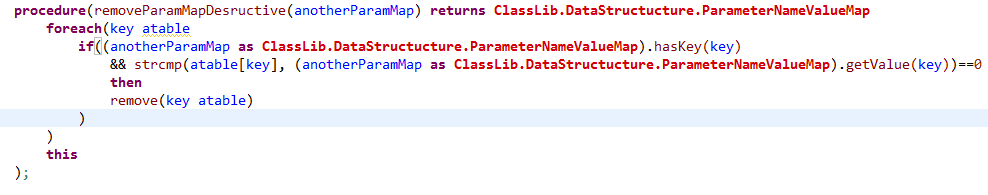 procedure(removeParamMapDesructive(anotherParamMap) returns ClassLib.DataStructucture.ParameterNameValueMap
foreach(key atable
if((anotherParamMap as ClassLib.DataStructucture.ParameterNameValueMap).hasKey(key)
&& strcmp(atable[key], (anotherParamMap as ClassLib.DataStructucture.ParameterNameValueMap).getValue(key))==0
then
remove(key atable)
)
)
this
);